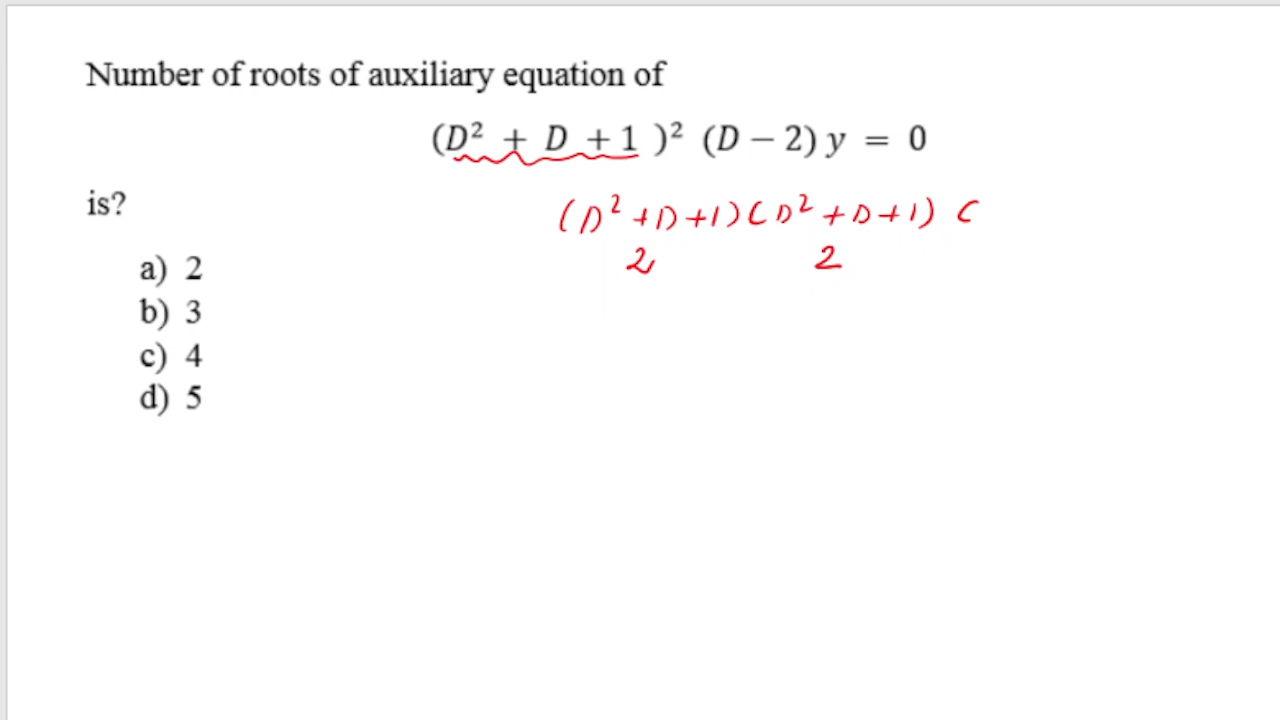 Number of roots of auxiliary equation of
(D² + D + 1 )² (D − 2) y = 0
is?
(D² + D + 1) (D² + D + 1) (
2 2
a) 2
b) 3
c) 4
d) 5